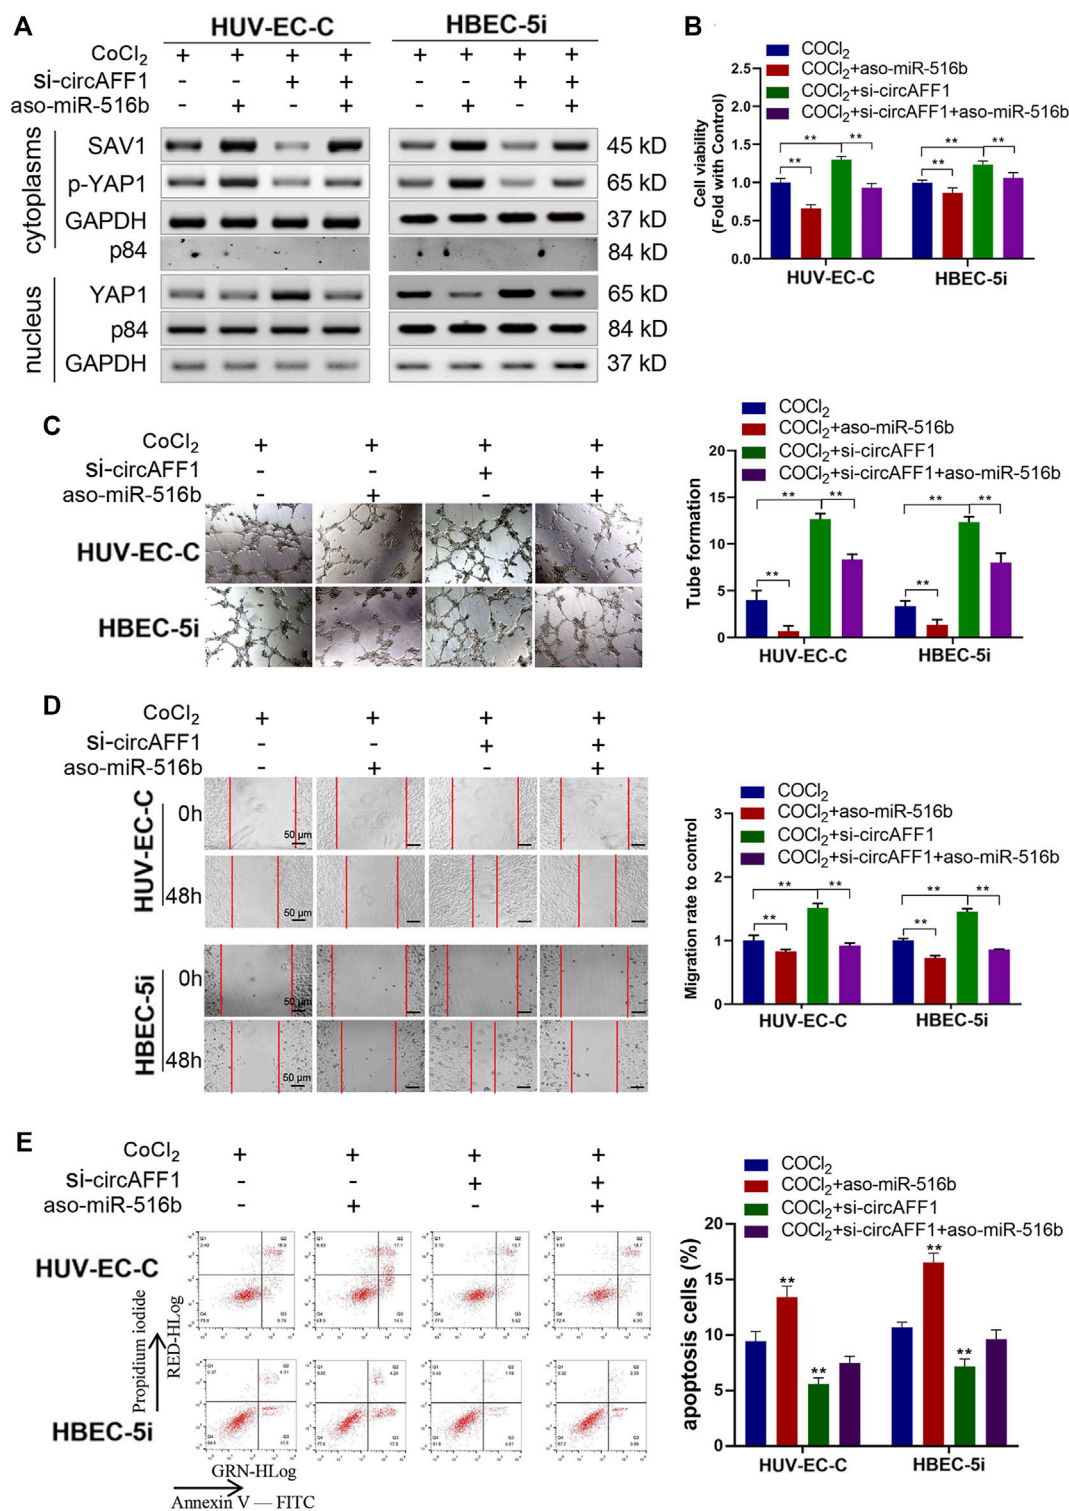 A
HUV-EC-C
HBEC-5i
CoCl2 + + + + + + + +
si-circAFF1 - - + + - - + +
aso-miR-516b - + - + - + - +
cytoplasms
SAV1 45 kD
p-YAP1 65 kD
GAPDH 37 kD
p84 84 kD
nucleus
YAP1 65 kD
p84 84 kD
GAPDH 37 kD
B
COCl2
COCl2+aso-miR-516b
COCl2+si-circAFF1
COCl2+si-circAFF1+aso-miR-516b
Cell viability
(Fold with Control)
2.5
2.0
1.5
1.0
0.5
0.0
** ** ** ** ** **
HUV-EC-C HBEC-5i
C
CoCl2 + + + +
si-circAFF1 - - + +
aso-miR-516b - + - +
HUV-EC-C
HBEC-5i
COCl2
COCl2+aso-miR-516b
COCl2+si-circAFF1
COCl2+si-circAFF1+aso-miR-516b
Tube formation
20
15
10
5
0
** ** ** ** ** **
HUV-EC-C HBEC-5i
D
CoCl2 + + + +
si-circAFF1 - - + +
aso-miR-516b - + - +
HUV-EC-C
0h
50 μm
48h
50 μm
HBEC-5i
0h
50 μm
48h
50 μm
COCl2
COCl2+aso-miR-516b
COCl2+si-circAFF1
COCl2+si-circAFF1+aso-miR-516b
Migration rate to control
3
2
1
0
** ** ** ** ** **
HUV-EC-C HBEC-5i
E
CoCl2 + + + +
si-circAFF1 - - + +
aso-miR-516b - + - +
HUV-EC-C
HBEC-5i
Propidium iodide
RED-HLog
GRN-HLog
Annexin V — FITC
COCl2
COCl2+aso-miR-516b
COCl2+si-circAFF1
COCl2+si-circAFF1+aso-miR-516b
apoptosis cells (%)
20
15
10
5
0
** ** ** **
HUV-EC-C HBEC-5i